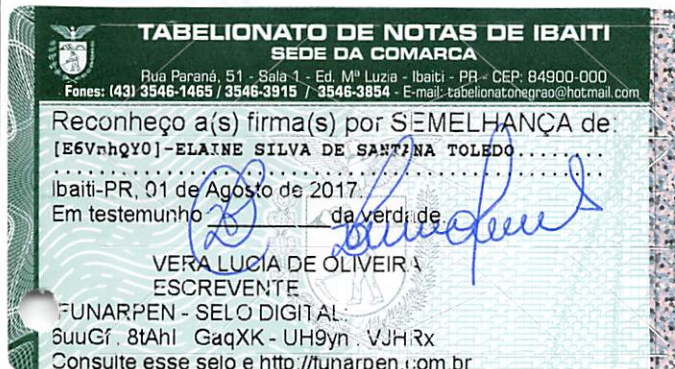 TABELIONATO DE NOTAS DE IBAITI
SEDE DA COMARCA
Rua Paraná, 51 - Sala 1 - Ed. Mª Luzia - Ibaiti - PR - CEP: 84900-000
Fones: (43) 3546-1465 / 3546-3915 / 3546-3854 - E-mail: tabelionatonegrao@hotmail.com
Reconheço a(s) firma(s) por SEMELHANÇA de:
[E6VnhQY0]-ELAINE SILVA DE SANTANA TOLEDO........
Ibaiti-PR, 01 de Agosto de 2017.
Em testemunho ________ da verdade
VERA LUCIA DE OLIVEIRA
ESCREVENTE
FUNARPEN - SELO DIGITAL:
6uuGf . 8tAhI GaqXK - UH9yn . VJHRx
Consulte esse selo e http://funarpen.com.br